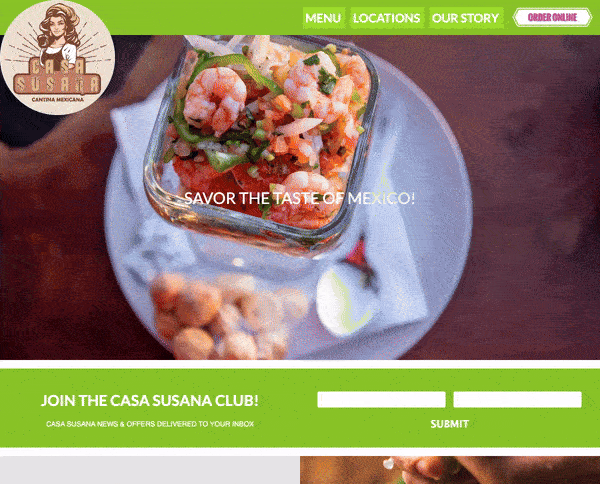 MENU
LOCATIONS
OUR STORY
ORDER ONLINE
CASA
SUSANA
CANTINA MEXICANA
SAVOR THE TASTE OF MEXICO!
JOIN THE CASA SUSANA CLUB!
CASA SUSANA NEWS & OFFERS DELIVERED TO YOUR INBOX
SUBMIT